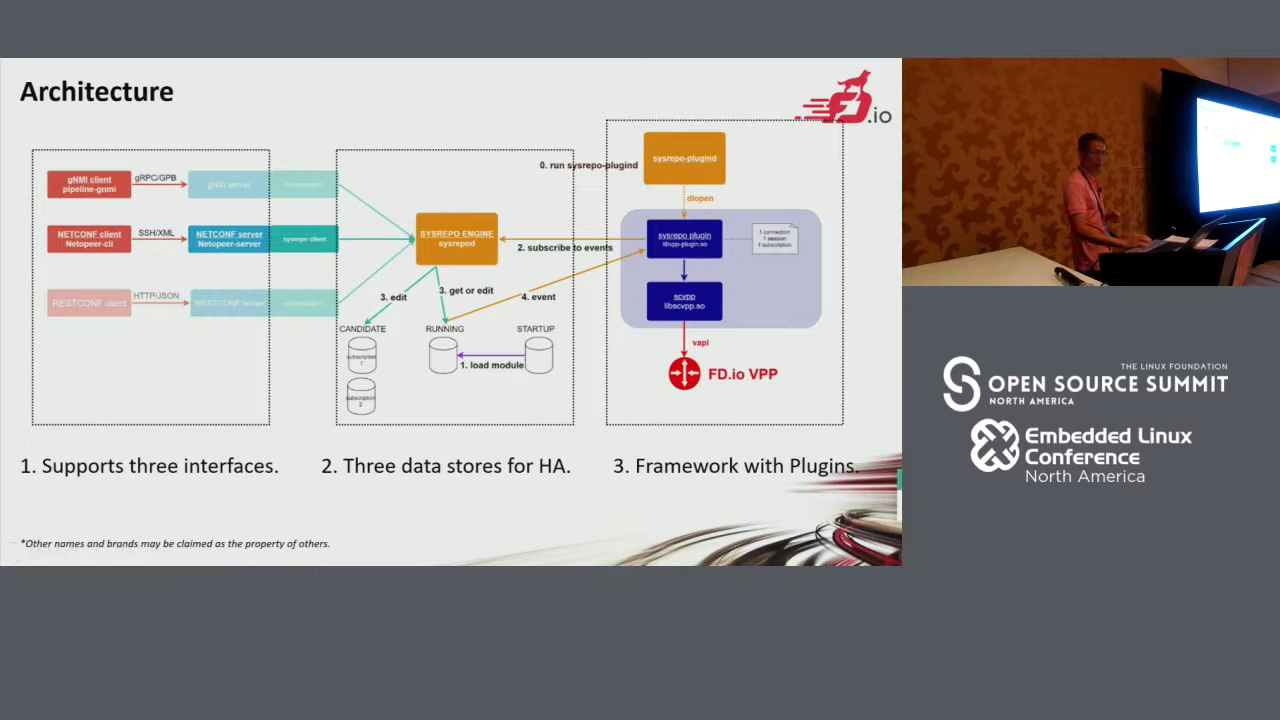 Architecture
FD.io
gNMI client
pipeline-gnmi
gRPC/GPB
gNXI server
NETCONF client
Netopeer-cli
SSH/XML
NETCONF server
Netopeer-server
sysrepo client
RESTCONF client
HTTP/JSON
RESTCONF server
SYSREPO ENGINE
sysrepod
3. edit
3. get or edit
4. event
2. subscribe to events
CANDIDATE
RUNNING
STARTUP
subscription
1
subscription
2
1. load module
0. run sysrepo-plugind
sysrepo-plugind
dlopen
sysrepo plugin
libvpp-plugin.so
1 connection
1 session
1 subscription
scvpp
libscvpp.so
vapi
FD.io VPP
1. Supports three interfaces.
2. Three data stores for HA.
3. Framework with Plugins.
*Other names and brands may be claimed as the property of others.
THE LINUX FOUNDATION
OPEN SOURCE SUMMIT
NORTH AMERICA
Embedded Linux
Conference
North America